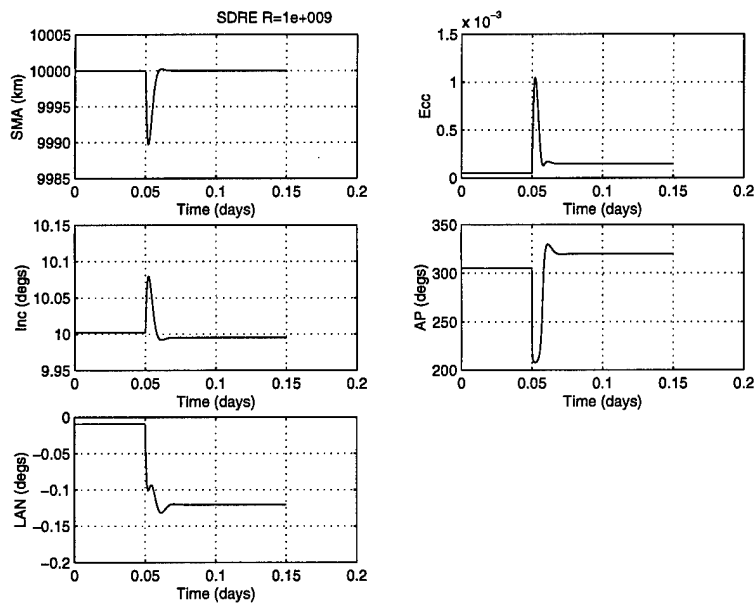 SDRE R=1e+009
10005
10000
9995
9990
9985
SMA (km)
0 0.05 0.1 0.15 0.2
Time (days)
x 10⁻³
1.5
1
0.5
0
Ecc
0 0.05 0.1 0.15 0.2
Time (days)
10.15
10.1
10.05
10
9.95
Inc (degs)
0 0.05 0.1 0.15 0.2
Time (days)
350
300
250
200
AP (degs)
0 0.05 0.1 0.15 0.2
Time (days)
0
−0.05
−0.1
−0.15
−0.2
LAN (degs)
0 0.05 0.1 0.15 0.2
Time (days)